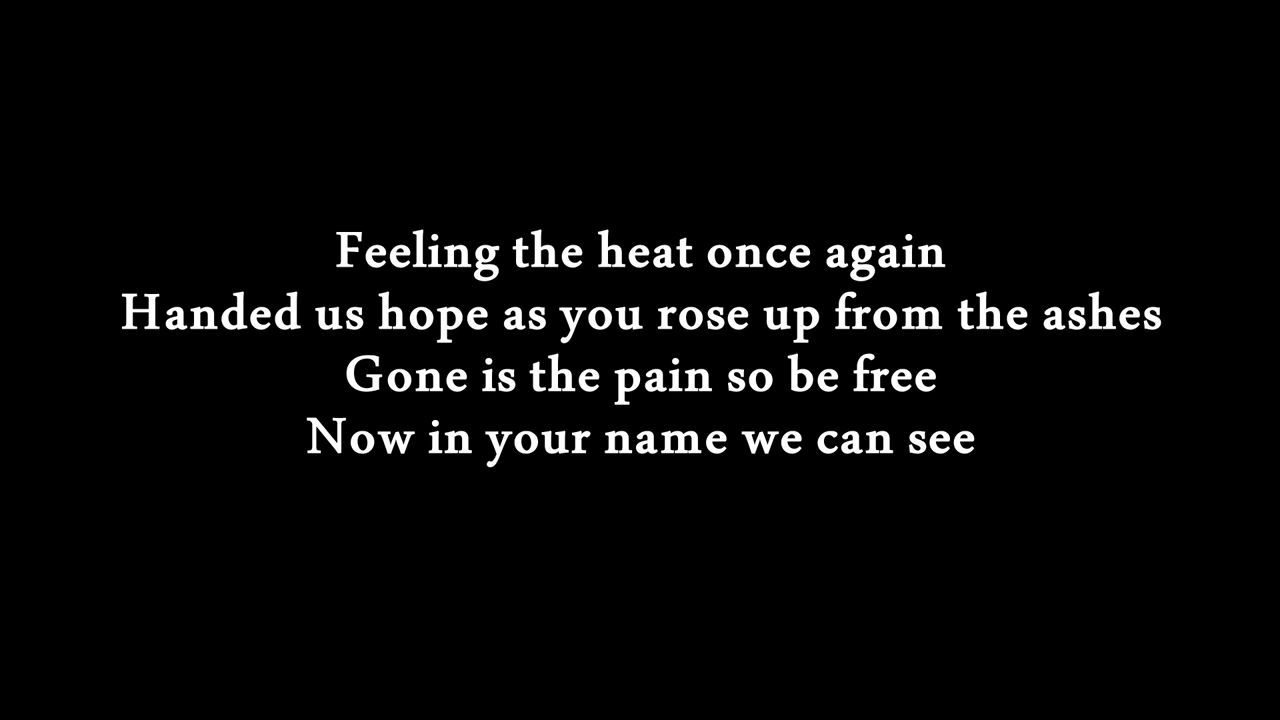 Feeling the heat once again
Handed us hope as you rose up from the ashes
Gone is the pain so be free
Now in your name we can see